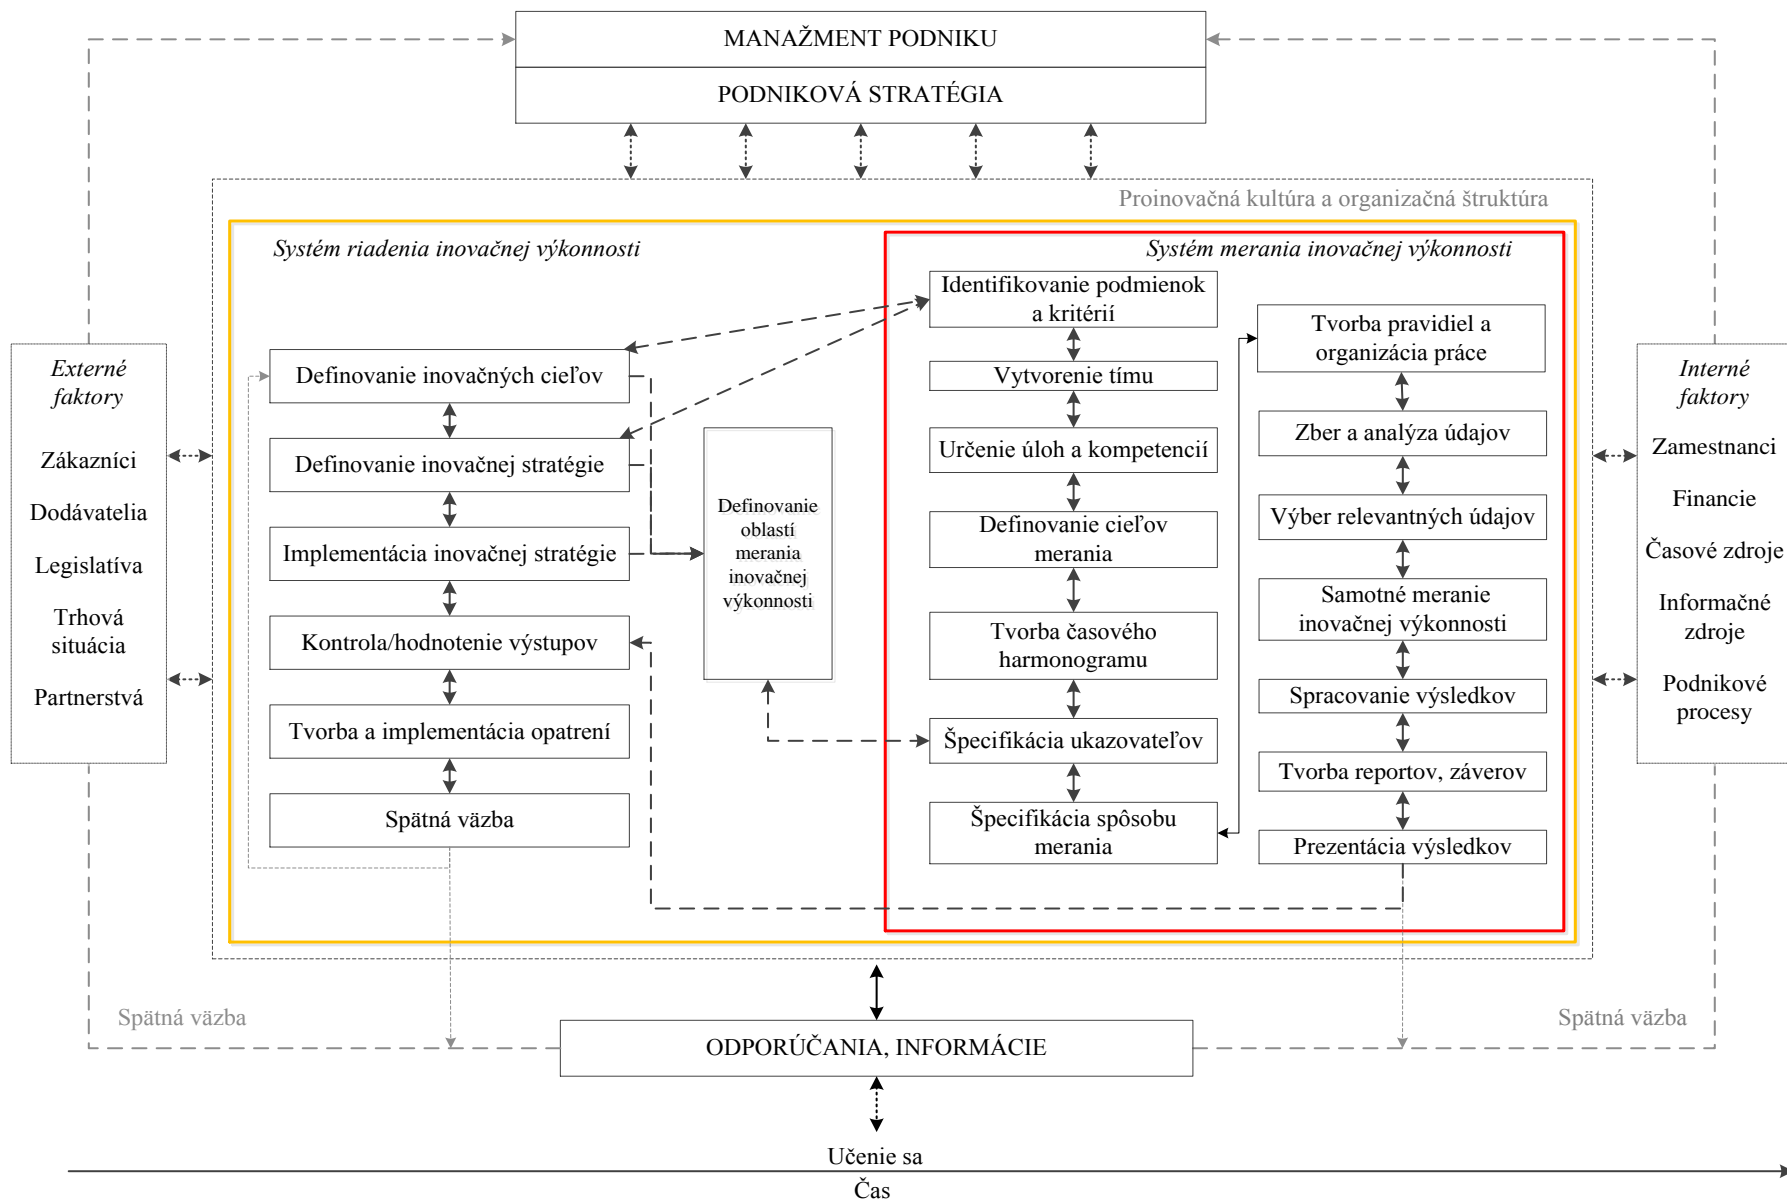 MANAŽMENT PODNIKU
PODNIKOVÁ STRATÉGIA
Proinovačná kultúra a organizačná štruktúra
Systém riadenia inovačnej výkonnosti
Systém merania inovačnej výkonnosti
Externé
faktory
Zákazníci
Dodávatelia
Legislatíva
Trhová
situácia
Partnerstvá
Definovanie inovačných cieľov
Definovanie inovačnej stratégie
Implementácia inovačnej stratégie
Kontrola/hodnotenie výstupov
Tvorba a implementácia opatrení
Spätná väzba
Definovanie
oblastí
merania
inovačnej
výkonnosti
Identifikovanie podmienok
a kritérií
Vytvorenie tímu
Určenie úloh a kompetencií
Definovanie cieľov
merania
Tvorba časového
harmonogramu
Špecifikácia ukazovateľov
Špecifikácia spôsobu
merania
Tvorba pravidiel a
organizácia práce
Zber a analýza údajov
Výber relevantných údajov
Samotné meranie
inovačnej výkonnosti
Spracovanie výsledkov
Tvorba reportov, záverov
Prezentácia výsledkov
Interné
faktory
Zamestnanci
Financie
Časové zdroje
Informačné
zdroje
Podnikové
procesy
Spätná väzba
Spätná väzba
ODPORÚČANIA, INFORMÁCIE
Učenie sa
Čas